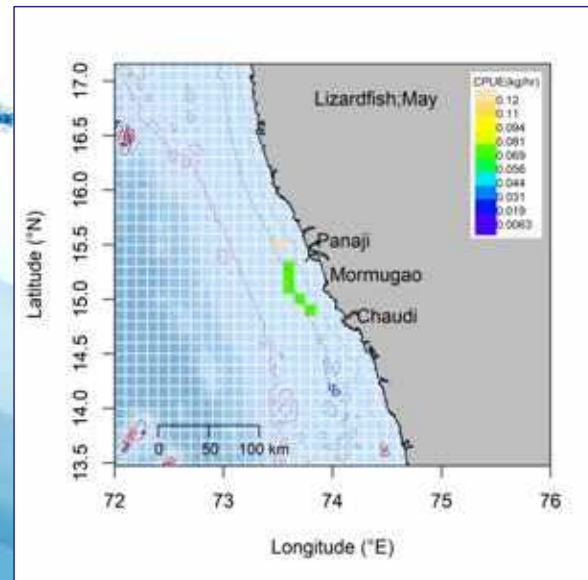 Lizardfish,May
CPUE(kg/hr)
0.12
0.11
0.094
0.081
0.069
0.056
0.044
0.031
0.019
0.0063
Panaji
Mormugao
Chaudi
Latitude (°N)
17.0
16.5
16.0
15.5
15.0
14.5
14.0
13.5
0 50 100 km
72 73 74 75 76
Longitude (°E)